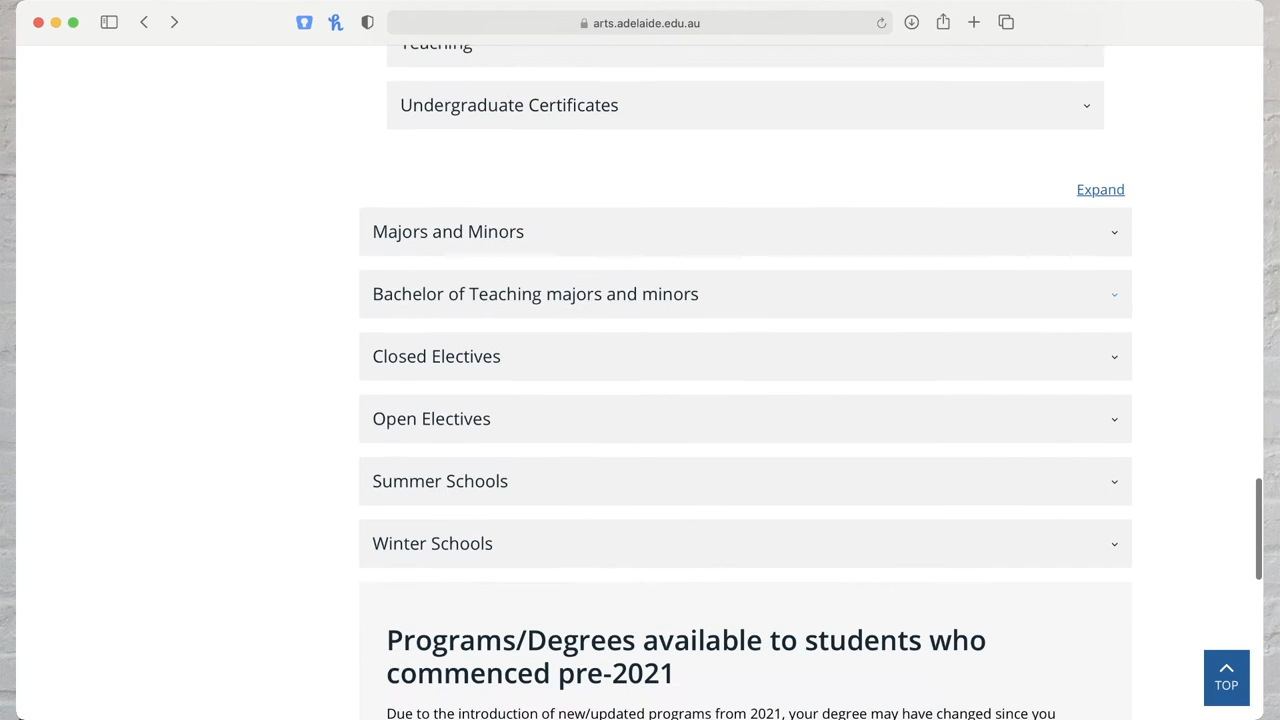 arts.adelaide.edu.au
Teaching
Undergraduate Certificates
Expand
Majors and Minors
Bachelor of Teaching majors and minors
Closed Electives
Open Electives
Summer Schools
Winter Schools
Programs/Degrees available to students who
commenced pre-2021
Due to the introduction of new/updated programs from 2021, your degree may have changed since you
TOP